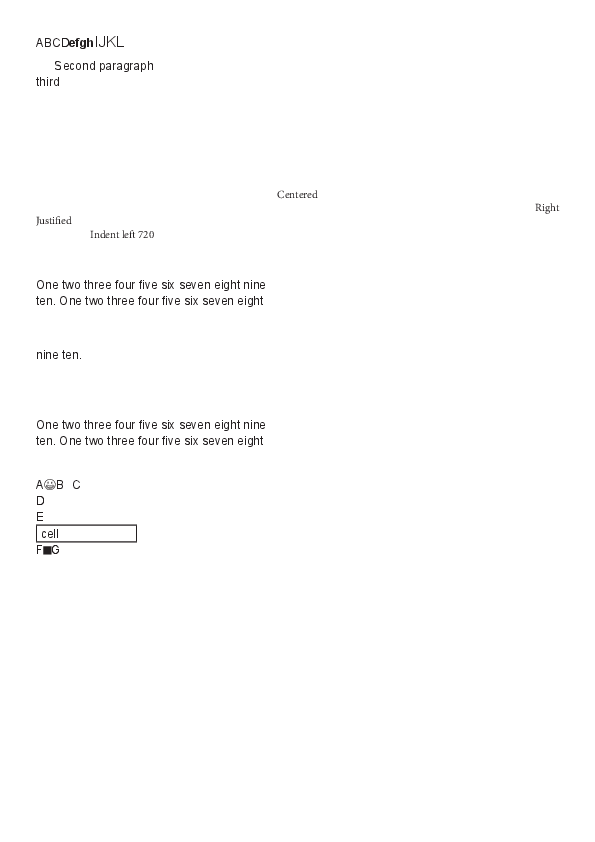 ABCDefghIJKL
Second paragraph
third
Centered
Right
Justified
Indent left 720
One two three four five six seven eight nine
ten. One two three four five six seven eight
nine ten.
One two three four five six seven eight nine
ten. One two three four five six seven eight
A😀B C
D
E
cell
F■G